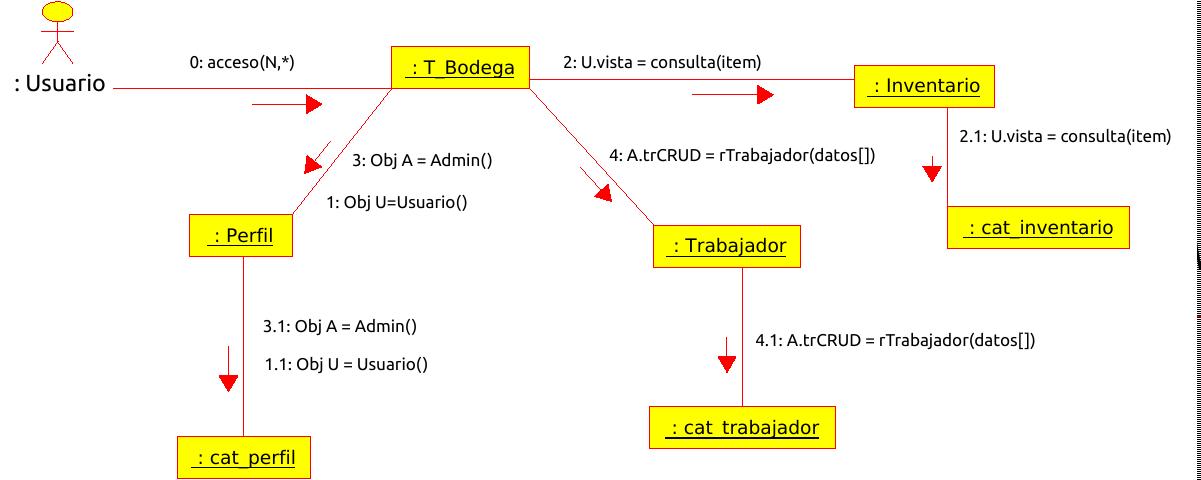 0: acceso(N,*)
: T_Bodega
2: U.vista = consulta(item)
: Usuario
: Inventario
2.1: U.vista = consulta(item)
3: Obj A = Admin()
4: A.trCRUD = rTrabajador(datos[])
1: Obj U=Usuario()
: Perfil
: Trabajador
: cat_inventario
3.1: Obj A = Admin()
4.1: A.trCRUD = rTrabajador(datos[])
1.1: Obj U = Usuario()
: cat_perfil
: cat_trabajador